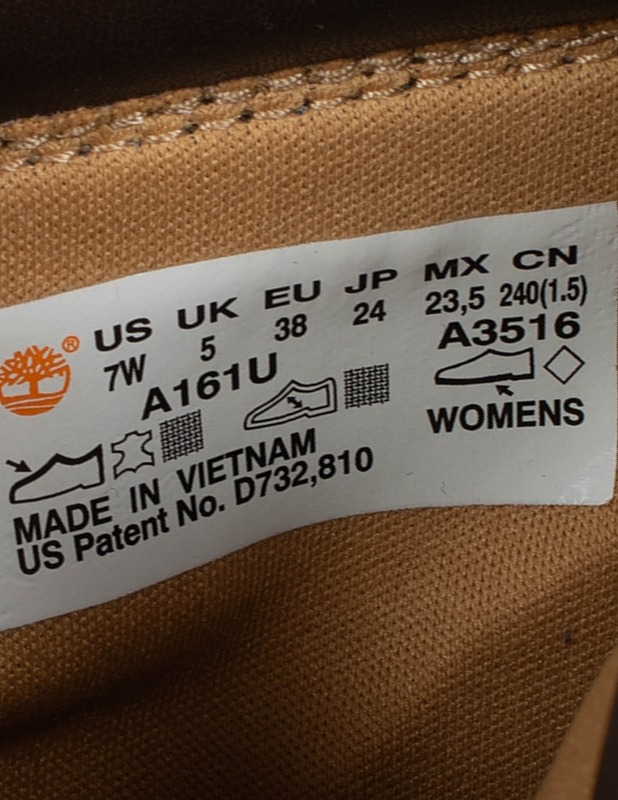 US UK EU JP MX CN
7W 5 38 24 23,5 240(1.5)
A161U A3516
WOMENS
MADE IN VIETNAM
US Patent No. D732,810
®